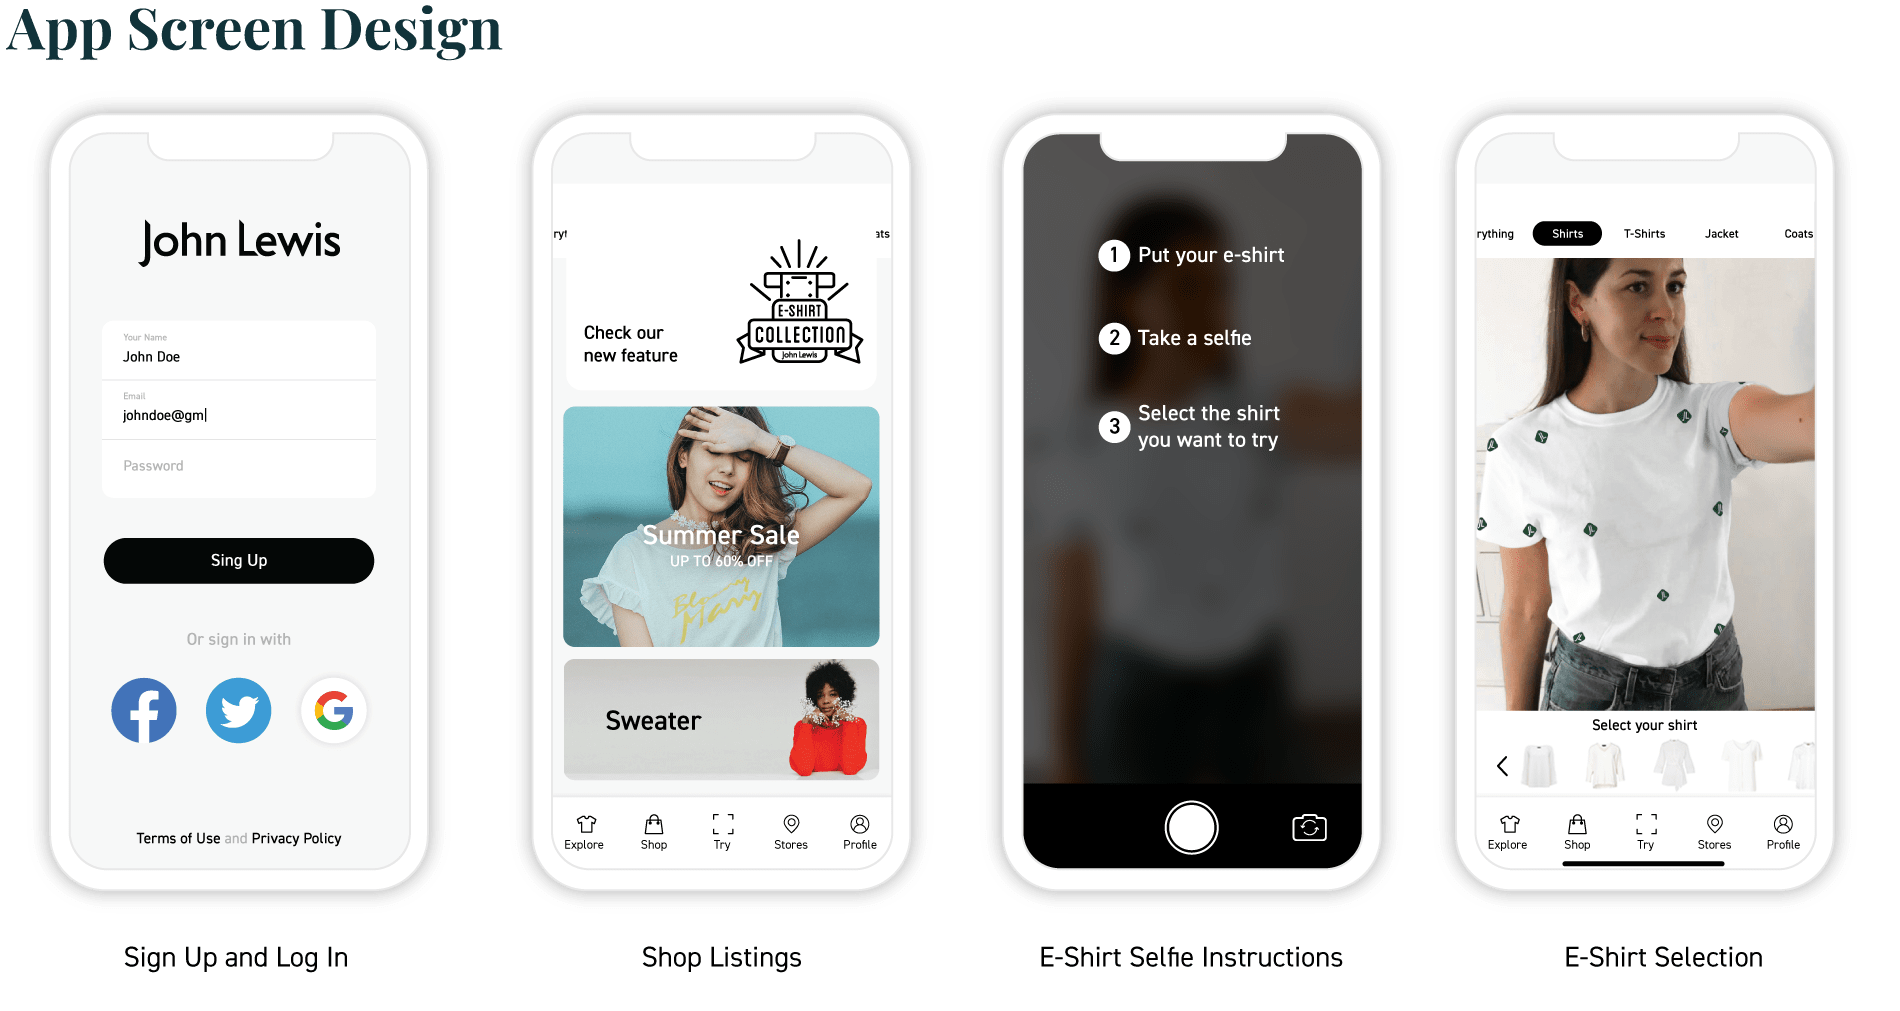 App Screen Design
John Lewis
Your Name
John Doe
Email
johndoe@gm
Password
Sing Up
Or sign in with
Terms of Use and Privacy Policy
Sign Up and Log In
ryt
ats
Check our
new feature
E-SHIRT
COLLECTION
John Lewis
Summer Sale
UP TO 60% OFF
Sweater
Explore
Shop
Try
Stores
Profile
Shop Listings
1 Put your e-shirt
2 Take a selfie
3 Select the shirt
you want to try
E-Shirt Selfie Instructions
rything
Shirts
T-Shirts
Jacket
Coats
Select your shirt
Explore
Shop
Try
Stores
Profile
E-Shirt Selection